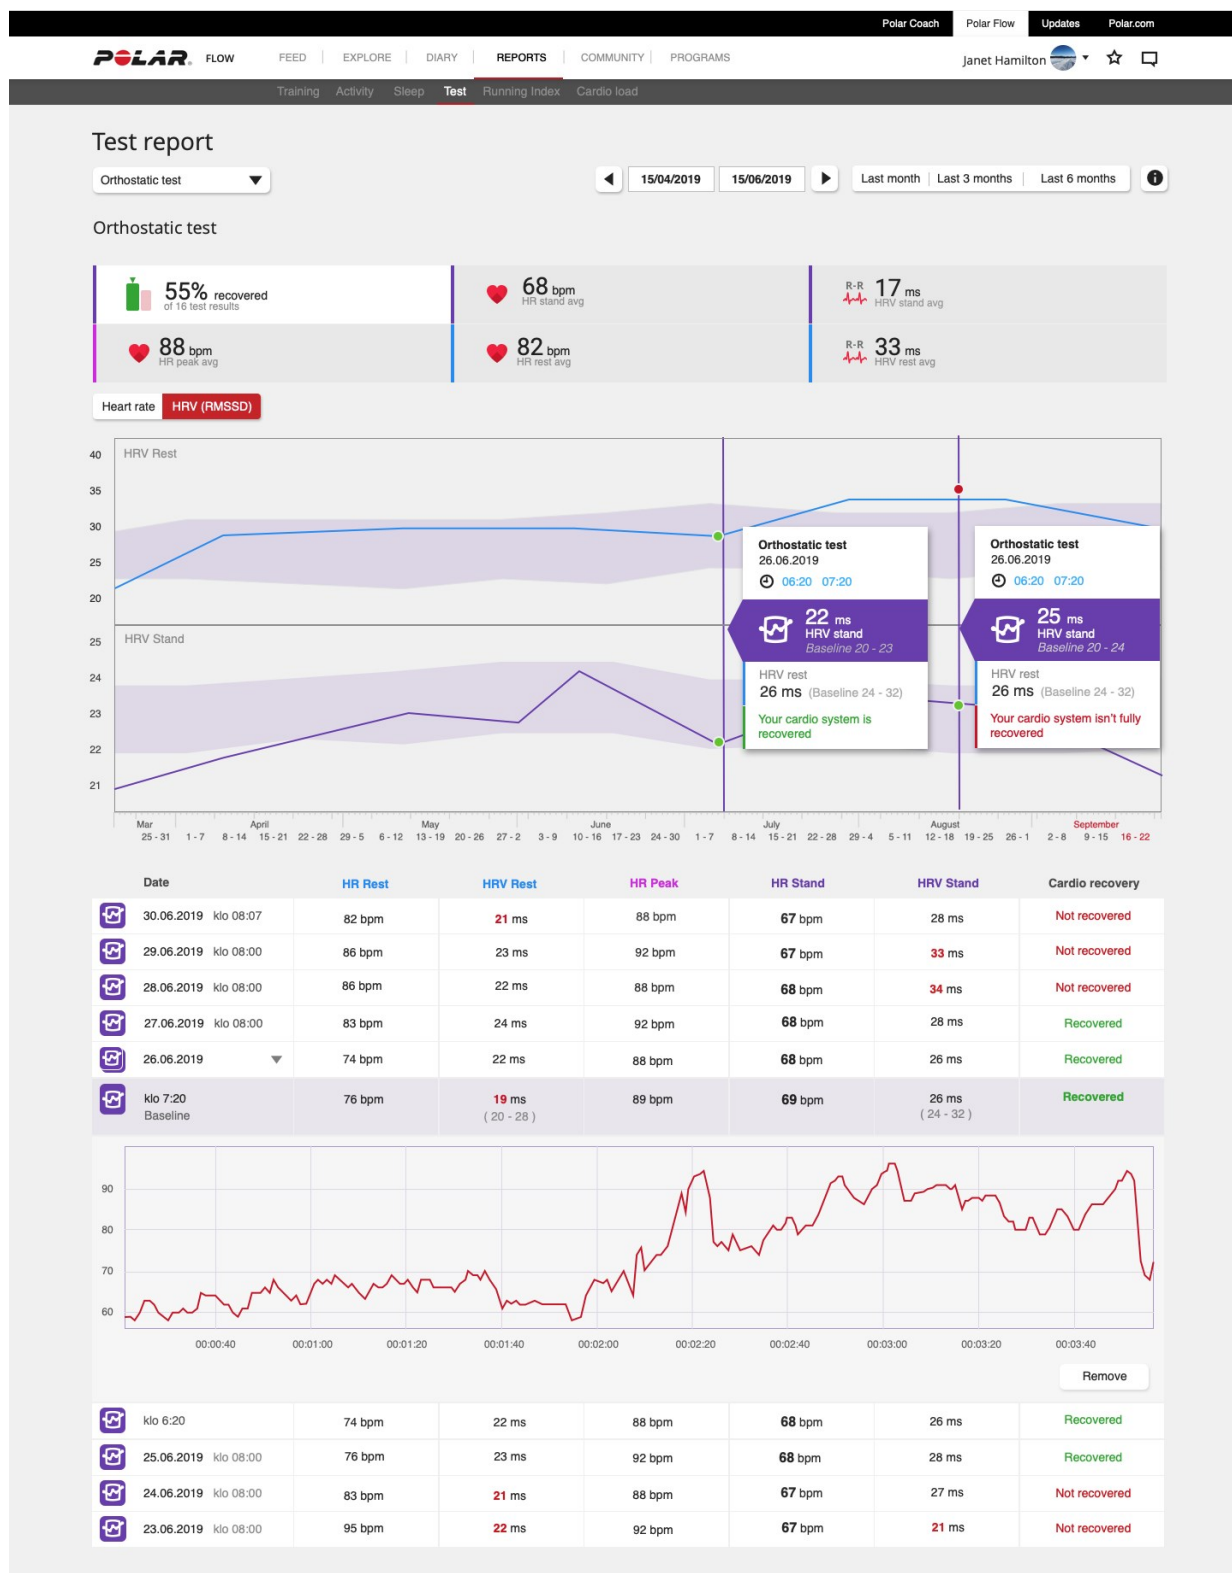 Polar Coach Polar Flow Updates Polar.com
POLAR. FLOW FEED EXPLORE DIARY REPORTS COMMUNITY PROGRAMS Janet Hamilton
Training Activity Sleep Test Running Index Cardio load
Test report
Orthostatic test 15/04/2019 15/06/2019 Last month Last 3 months Last 6 months i
Orthostatic test
55% recovered
of 16 test results
68 bpm
HR stand avg
R-R 17 ms
HRV stand avg
88 bpm
HR peak avg
82 bpm
HR rest avg
R-R 33 ms
HRV rest avg
Heart rate HRV (RMSSD)
HRV Rest
40
35
30
25
20
HRV Stand
25
24
23
22
21
Orthostatic test
26.06.2019
06:20 07:20
22 ms
HRV stand
Baseline 20 - 23
HRV rest
26 ms (Baseline 24 - 32)
Your cardio system is
recovered
Orthostatic test
26.06.2019
06:20 07:20
25 ms
HRV stand
Baseline 20 - 24
HRV rest
26 ms (Baseline 24 - 32)
Your cardio system isn't fully
recovered
Mar April May June July August September
25 - 31 1 - 7 8 - 14 15 - 21 22 - 28 29 - 5 6 - 12 13 - 19 20 - 26 27 - 2 3 - 9 10 - 16 17 - 23 24 - 30 1 - 7 8 - 14 15 - 21 22 - 28 29 - 4 5 - 11 12 - 18 19 - 25 26 - 1 2 - 8 9 - 15 16 - 22
Date HR Rest HRV Rest HR Peak HR Stand HRV Stand Cardio recovery
30.06.2019 klo 08:07 82 bpm 21 ms 88 bpm 67 bpm 28 ms Not recovered
29.06.2019 klo 08:00 86 bpm 23 ms 92 bpm 67 bpm 33 ms Not recovered
28.06.2019 klo 08:00 86 bpm 22 ms 88 bpm 68 bpm 34 ms Not recovered
27.06.2019 klo 08:00 83 bpm 24 ms 92 bpm 68 bpm 28 ms Recovered
26.06.2019 74 bpm 22 ms 88 bpm 68 bpm 26 ms Recovered
klo 7:20 76 bpm 19 ms 89 bpm 69 bpm 26 ms Recovered
Baseline ( 20 - 28 ) ( 24 - 32 )
90
80
70
60
00:00:40 00:01:00 00:01:20 00:01:40 00:02:00 00:02:20 00:02:40 00:03:00 00:03:20 00:03:40
Remove
klo 6:20 74 bpm 22 ms 88 bpm 68 bpm 26 ms Recovered
25.06.2019 klo 08:00 76 bpm 23 ms 92 bpm 68 bpm 28 ms Recovered
24.06.2019 klo 08:00 83 bpm 21 ms 88 bpm 67 bpm 27 ms Not recovered
23.06.2019 klo 08:00 95 bpm 22 ms 92 bpm 67 bpm 21 ms Not recovered